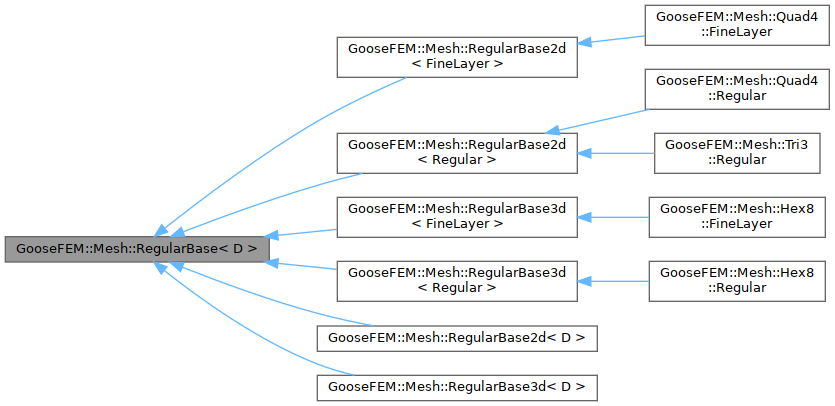 GooseFEM::Mesh::RegularBase< D >
GooseFEM::Mesh::RegularBase2d
< FineLayer >
GooseFEM::Mesh::RegularBase2d
< Regular >
GooseFEM::Mesh::RegularBase3d
< FineLayer >
GooseFEM::Mesh::RegularBase3d
< Regular >
GooseFEM::Mesh::RegularBase2d< D >
GooseFEM::Mesh::RegularBase3d< D >
GooseFEM::Mesh::Quad4
::FineLayer
GooseFEM::Mesh::Quad4
::Regular
GooseFEM::Mesh::Tri3
::Regular
GooseFEM::Mesh::Hex8
::FineLayer
GooseFEM::Mesh::Hex8
::Regular